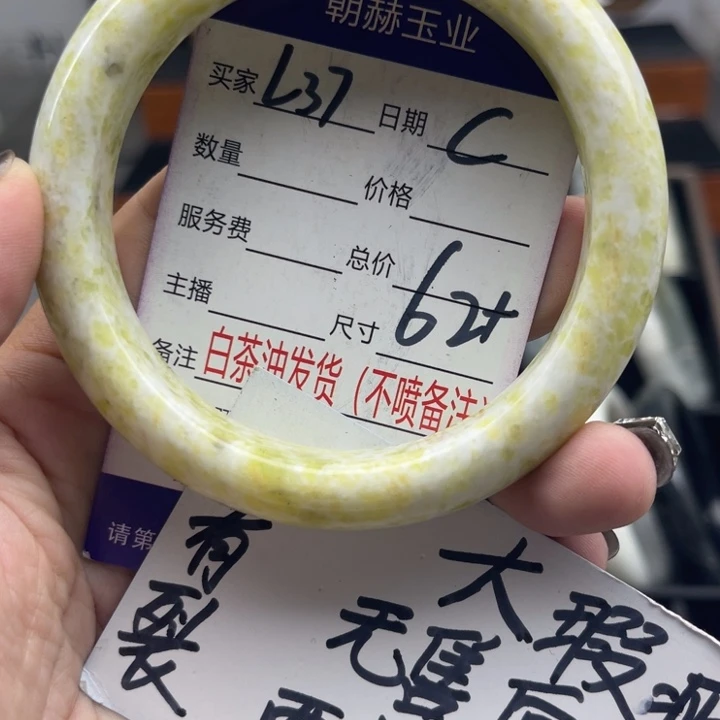 朝赫玉业
买家 L37 日期 C
数量 价格
服务费 总价
主播 尺寸 62+
备注 白茶油发货（不喷备注）
请第
有裂
大瑕
无售后